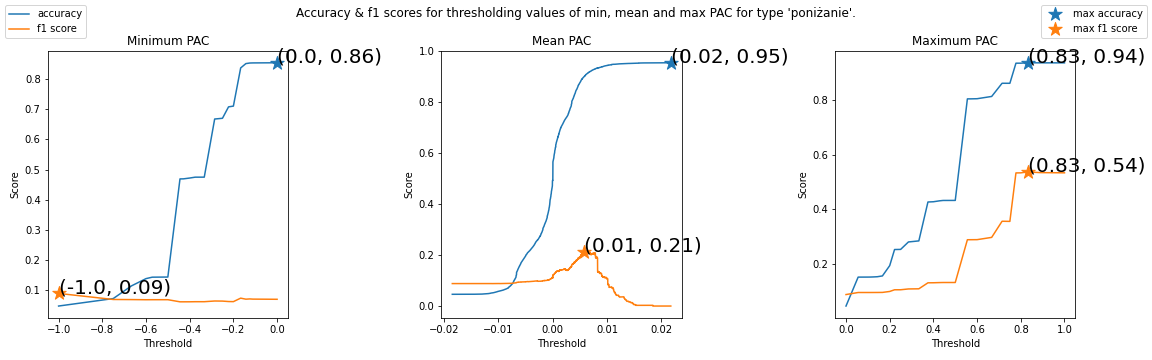 Accuracy & f1 scores for thresholding values of min, mean and max PAC for type 'poniżanie'.
accuracy
f1 score
max accuracy
max f1 score
Minimum PAC
(0.0, 0.86)
(-1.0, 0.09)
0.8
0.7
0.6
0.5
0.4
0.3
0.2
0.1
Score
−1.0 −0.8 −0.6 −0.4 −0.2 0.0
Threshold
Mean PAC
(0.02, 0.95)
(0.01, 0.21)
1.0
0.8
0.6
0.4
0.2
0.0
Score
−0.02 −0.01 0.00 0.01 0.02
Threshold
Maximum PAC
(0.83, 0.94)
(0.83, 0.54)
0.8
0.6
0.4
0.2
Score
0.0 0.2 0.4 0.6 0.8 1.0
Threshold